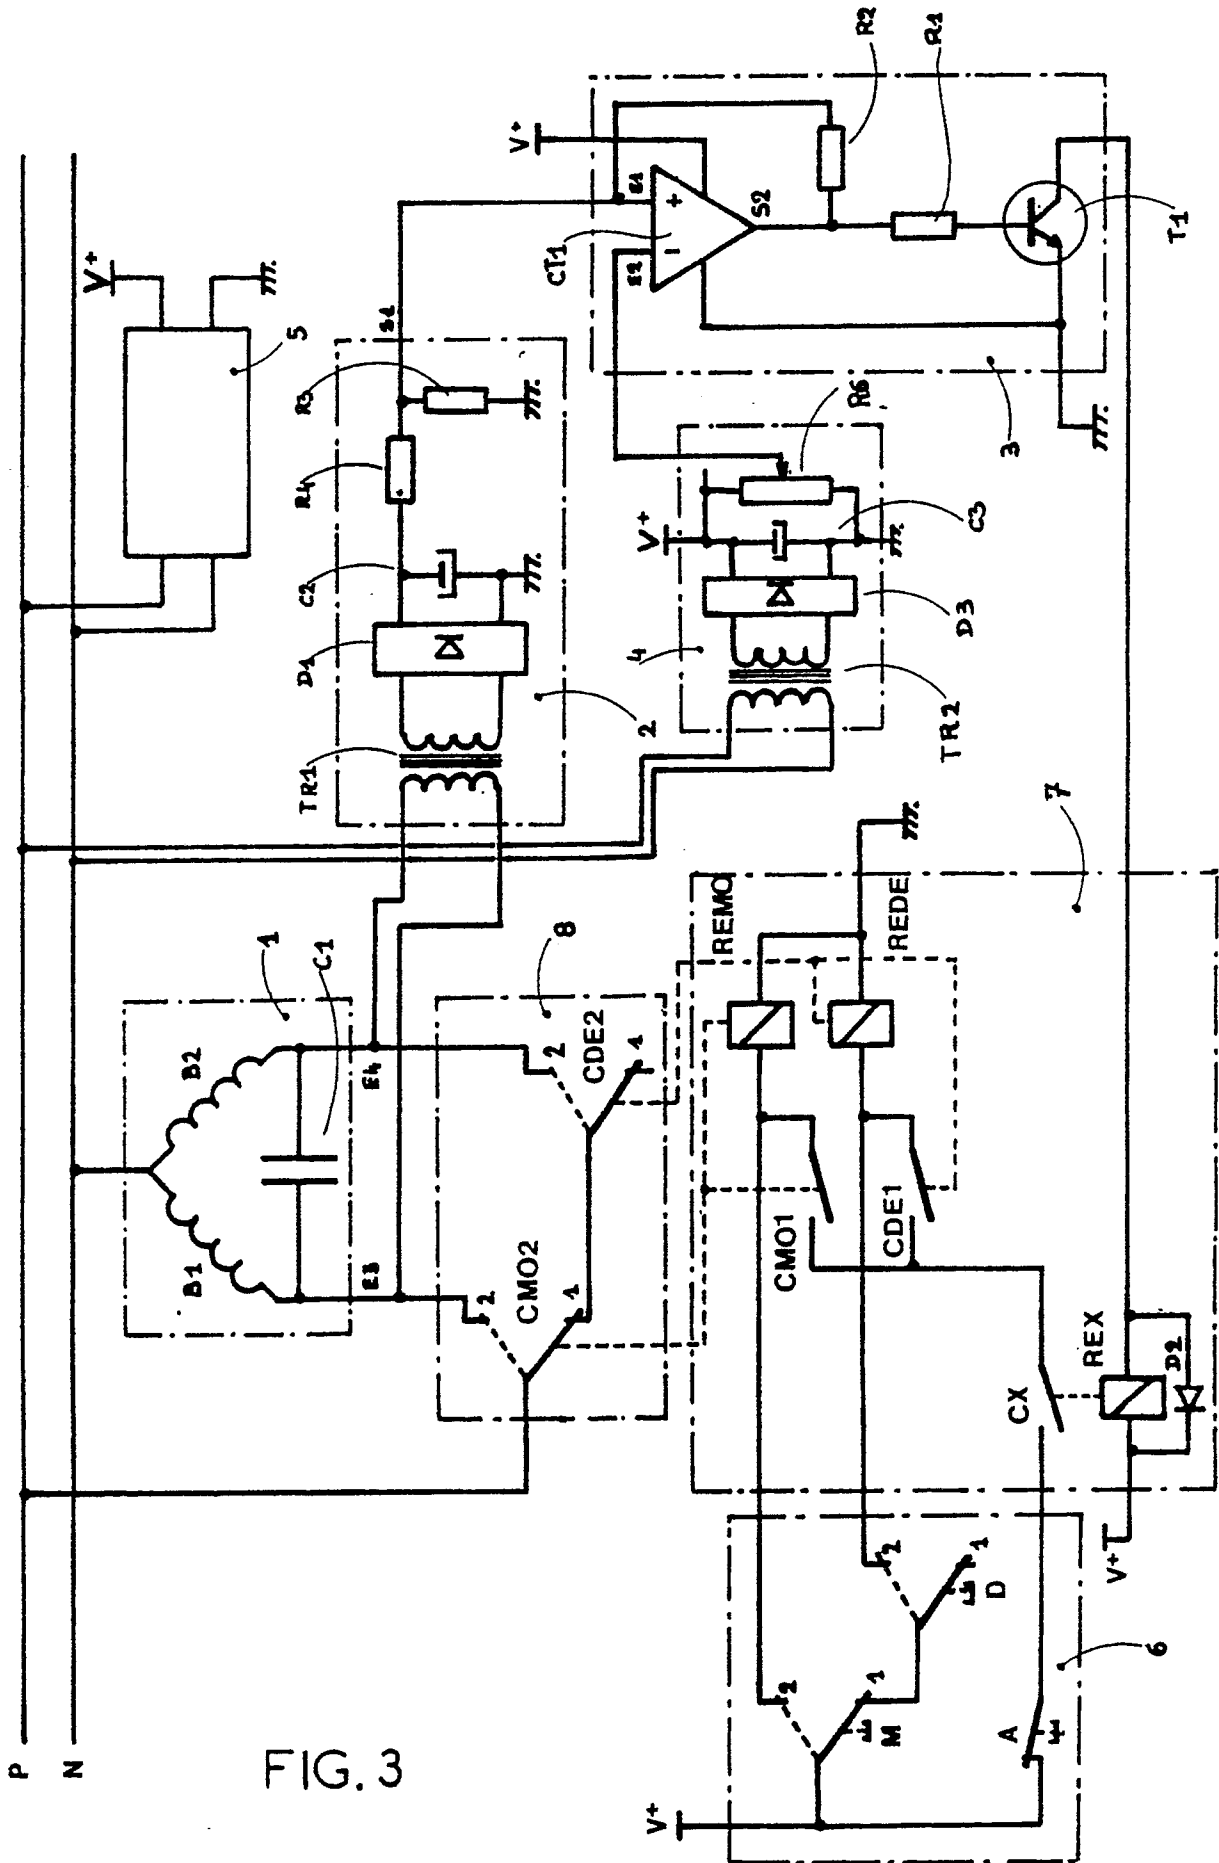 P
N
V+
5
1
B2
C1
B1
E4
E3
TR1
D1
C2
R4
R5
S1
2
8
CDE2
2
1
CMO2
2
1
4
V+
R6
C3
D3
TR2
V+
E1
E2
+
−
CT1
S2
R2
R1
T1
3
7
REMO
REDE
CMO1
CDE1
CX
REX
D2
V+
V+
2
1
M
2
1
D
A
6
FIG. 3